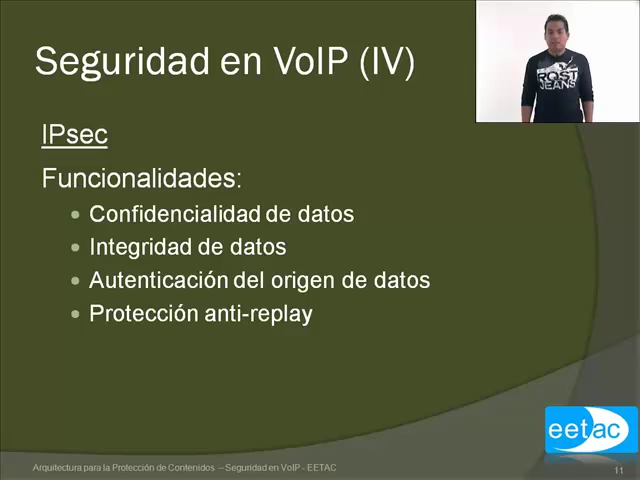 Seguridad en VoIP (IV)
RQST
JEANS
IPsec
Funcionalidades:
Confidencialidad de datos
Integridad de datos
Autenticación del origen de datos
Protección anti-replay
eetac
Arquitectura para la Protección de Contenidos – Seguridad en VoIP - EETAC
11